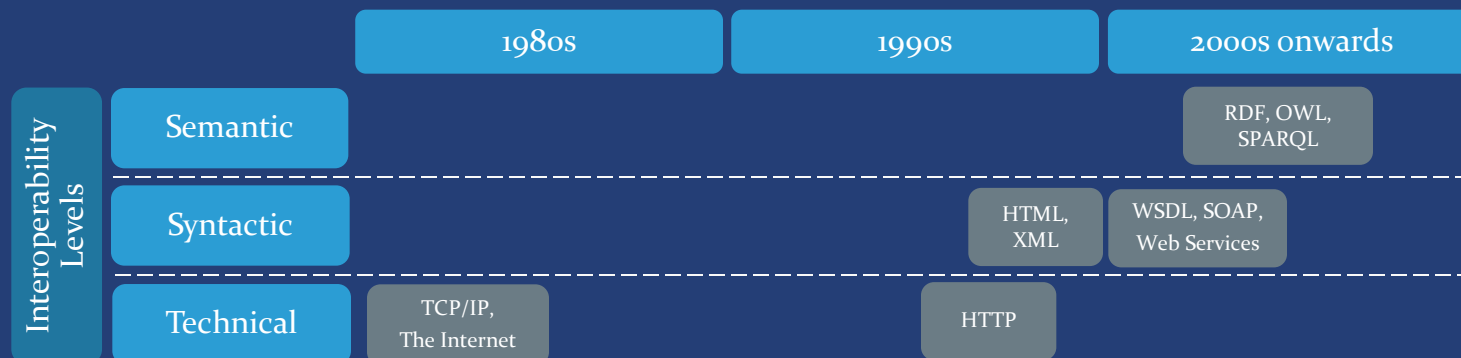 1980s
1990s
2000s onwards
Interoperability
Levels
Semantic
RDF, OWL,
SPARQL
Syntactic
HTML,
XML
WSDL, SOAP,
Web Services
Technical
TCP/IP,
The Internet
HTTP